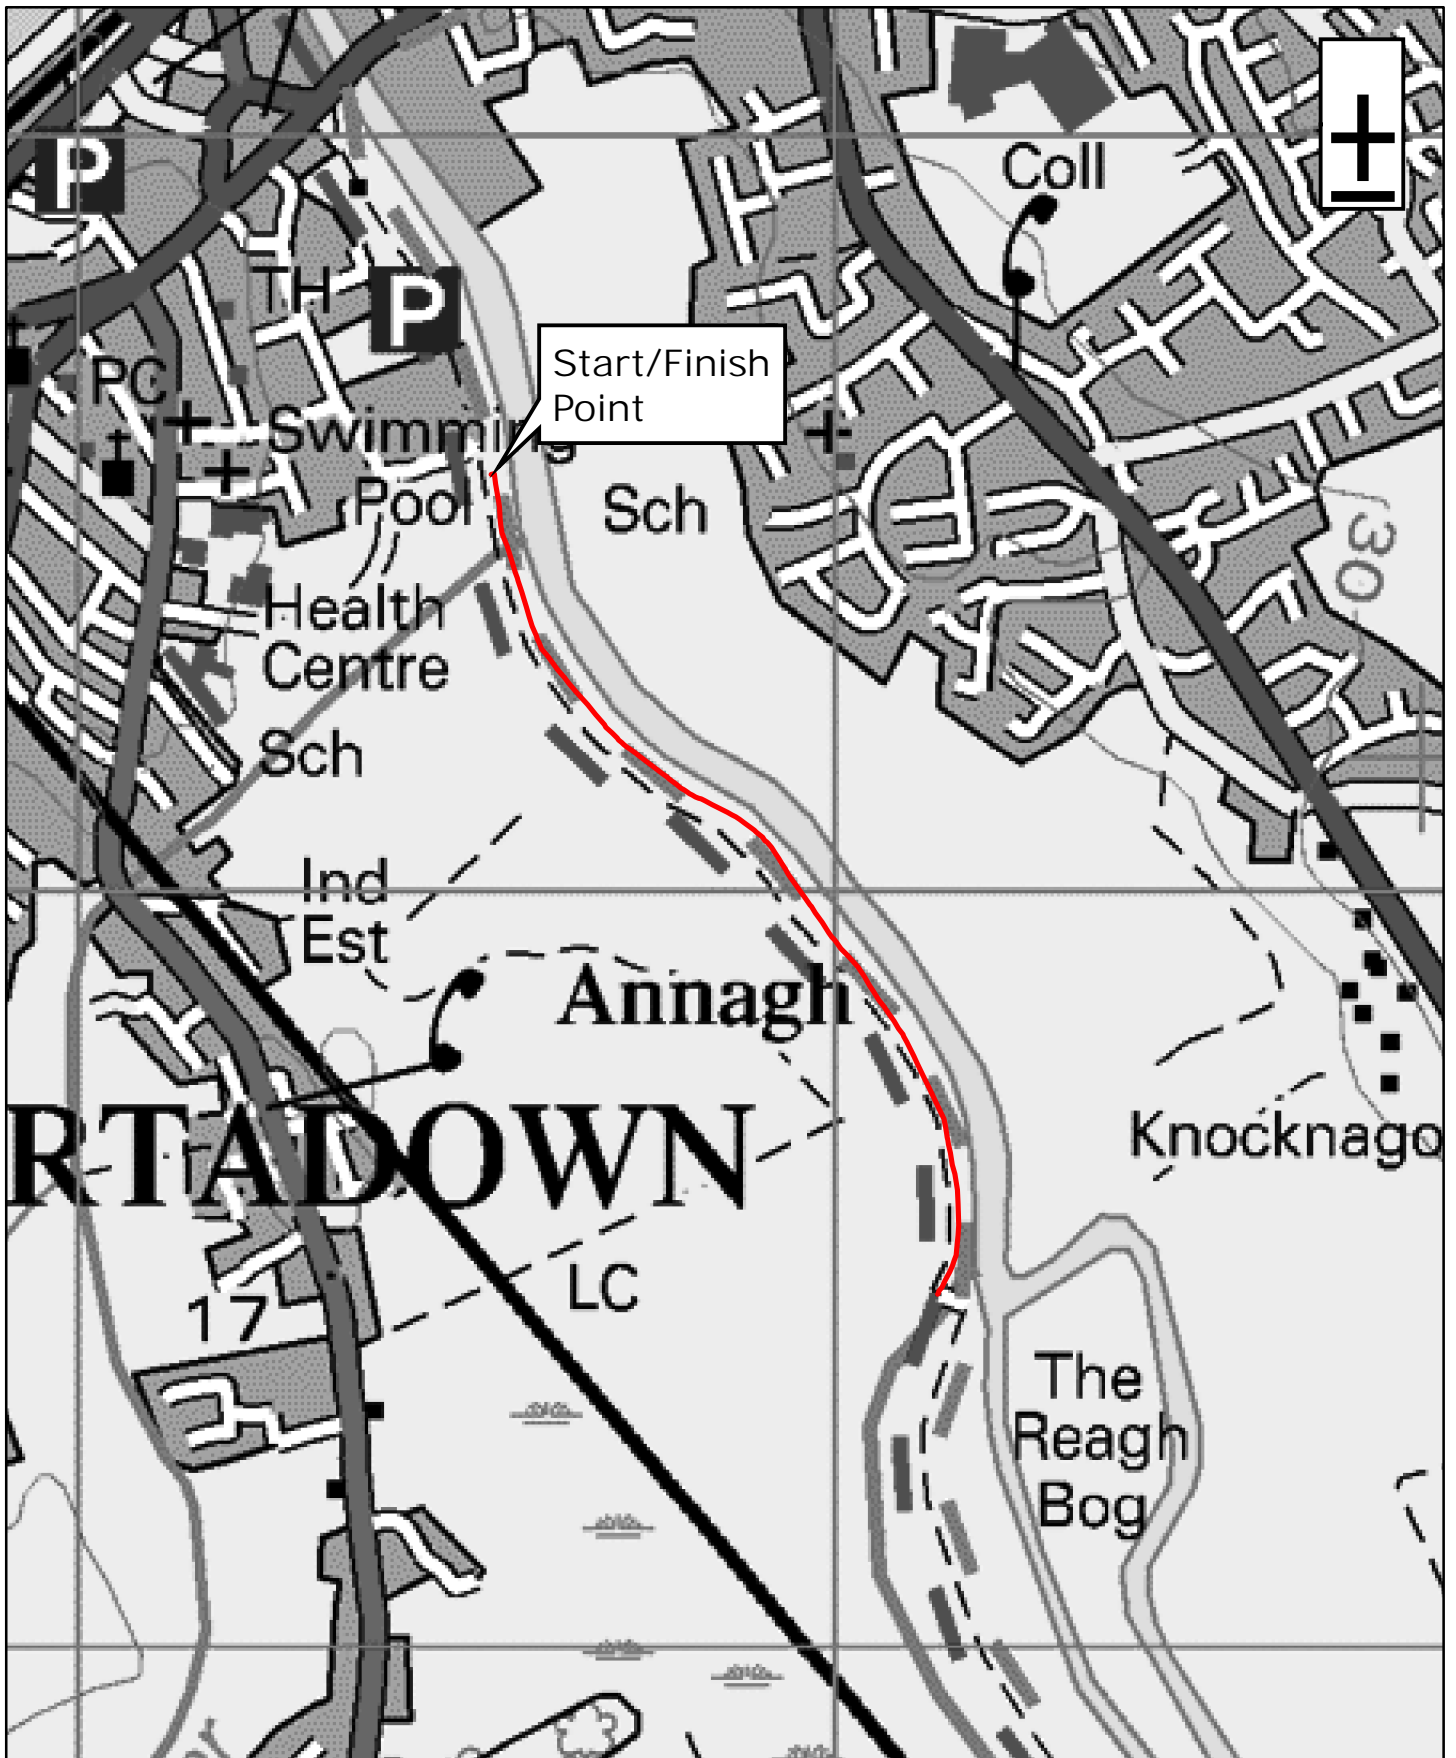 P
Coll
TH
P
Start/Finish
Point
PC
Swimming
Pool
Sch
30
Health
Centre
Sch
Ind
Est
Annagh
RTADOWN
Knocknago
LC
17
The
Reagh
Bog